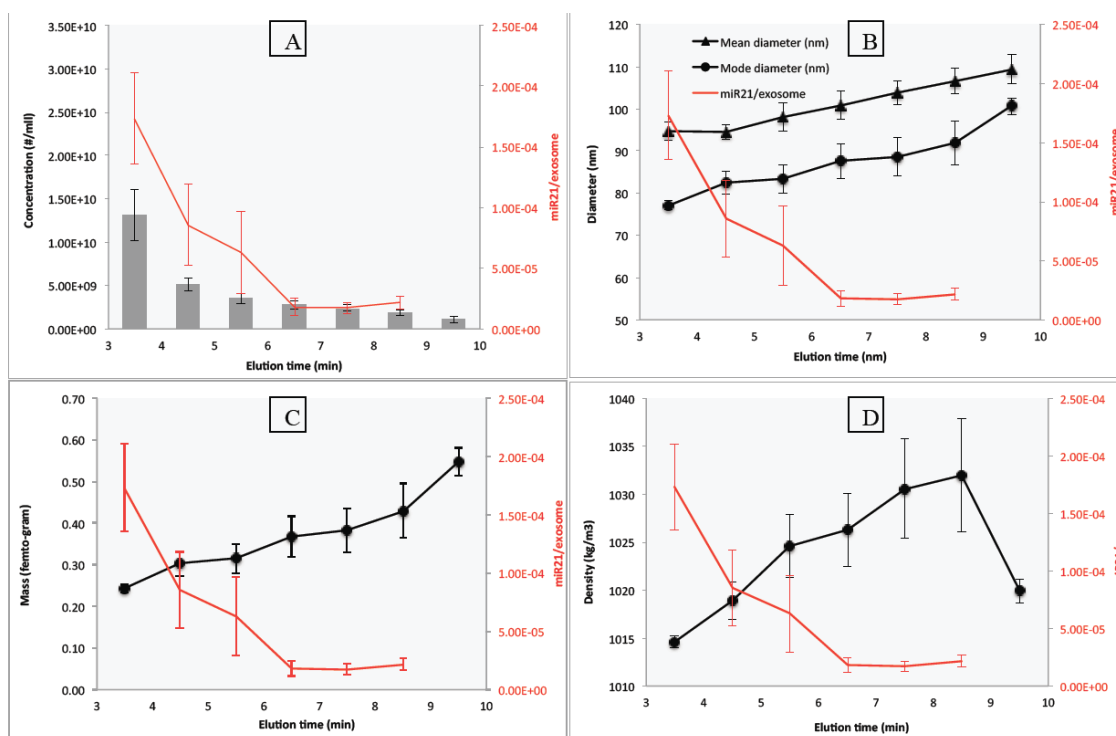 A
3.50E+10
3.00E+10
2.50E+10
2.00E+10
1.50E+10
1.00E+10
5.00E+09
0.00E+00
Concentration (#/mll)
2.50E-04
2.00E-04
1.50E-04
1.00E-04
5.00E-05
0.00E+00
miR21/exosome
3 4 5 6 7 8 9 10
Elution time (min)
B
120
110
100
90
80
70
60
50
Diameter (nm)
Mean diameter (nm)
Mode diameter (nm)
miR21/exosome
2.50E-04
2.00E-04
1.50E-04
1.00E-04
5.00E-05
0.00E+00
miR21/exosome
3 4 5 6 7 8 9 10
Elution time (nm)
C
0.70
0.60
0.50
0.40
0.30
0.20
0.10
0.00
Mass (femto-gram)
2.50E-04
2.00E-04
1.50E-04
1.00E-04
5.00E-05
0.00E+00
miR21/exosome
3 4 5 6 7 8 9 10
Elution time (min)
D
1040
1035
1030
1025
1020
1015
1010
Density (kg/m3)
2.50E-04
2.00E-04
1.50E-04
1.00E-04
5.00E-05
0.00E+00
3 4 5 6 7 8 9 10
Elution time (min)